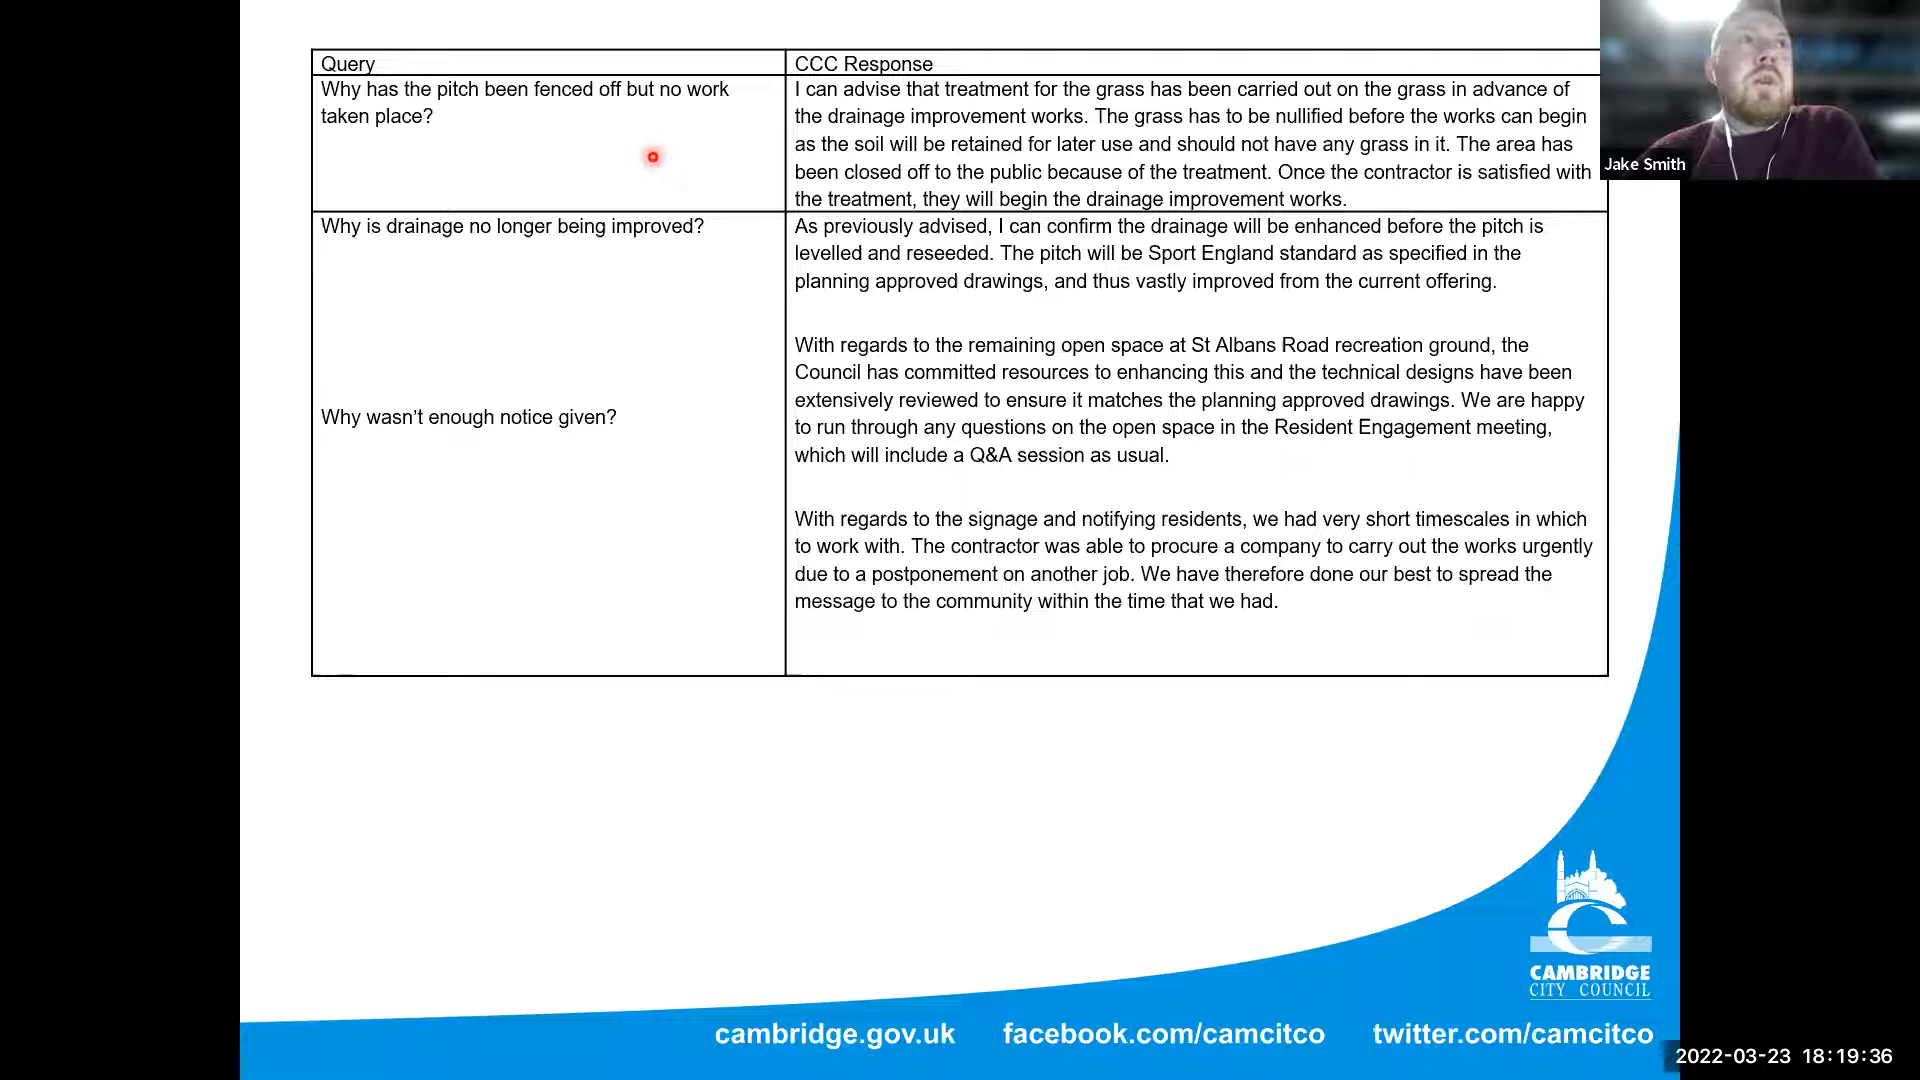 Query
CCC Response
Why has the pitch been fenced off but no work
taken place?
I can advise that treatment for the grass has been carried out on the grass in advance of
the drainage improvement works. The grass has to be nullified before the works can begin
as the soil will be retained for later use and should not have any grass in it. The area has
been closed off to the public because of the treatment. Once the contractor is satisfied with
the treatment, they will begin the drainage improvement works.
Why is drainage no longer being improved?
Why wasn’t enough notice given?
As previously advised, I can confirm the drainage will be enhanced before the pitch is
levelled and reseeded. The pitch will be Sport England standard as specified in the
planning approved drawings, and thus vastly improved from the current offering.
With regards to the remaining open space at St Albans Road recreation ground, the
Council has committed resources to enhancing this and the technical designs have been
extensively reviewed to ensure it matches the planning approved drawings. We are happy
to run through any questions on the open space in the Resident Engagement meeting,
which will include a Q&A session as usual.
With regards to the signage and notifying residents, we had very short timescales in which
to work with. The contractor was able to procure a company to carry out the works urgently
due to a postponement on another job. We have therefore done our best to spread the
message to the community within the time that we had.
Jake Smith
CAMBRIDGE
CITY COUNCIL
cambridge.gov.uk facebook.com/camcitco twitter.com/camcitco
2022-03-23 18:19:36